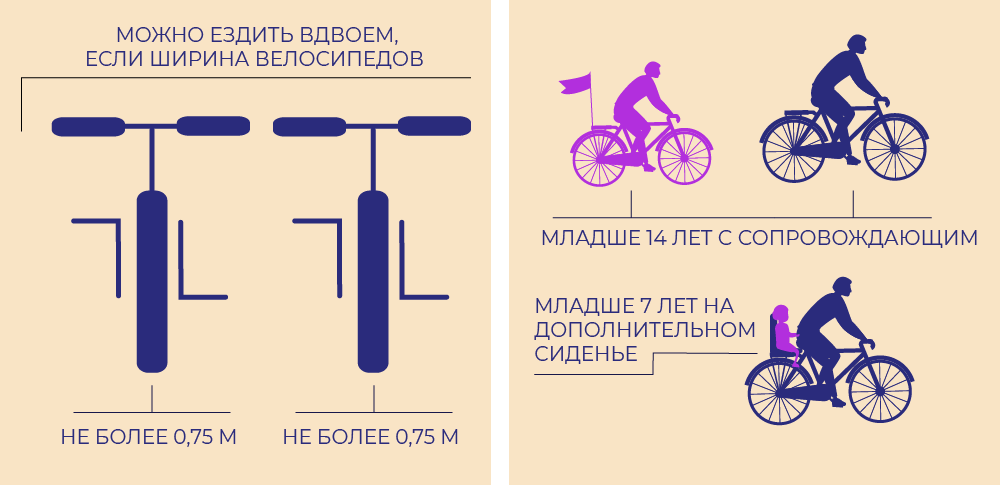 МОЖНО ЕЗДИТЬ ВДВОЕМ,
ЕСЛИ ШИРИНА ВЕЛОСИПЕДОВ
НЕ БОЛЕЕ 0,75 М
НЕ БОЛЕЕ 0,75 М
МЛАДШЕ 14 ЛЕТ С СОПРОВОЖДАЮЩИМ
МЛАДШЕ 7 ЛЕТ НА
ДОПОЛНИТЕЛЬНОМ
СИДЕНЬЕ